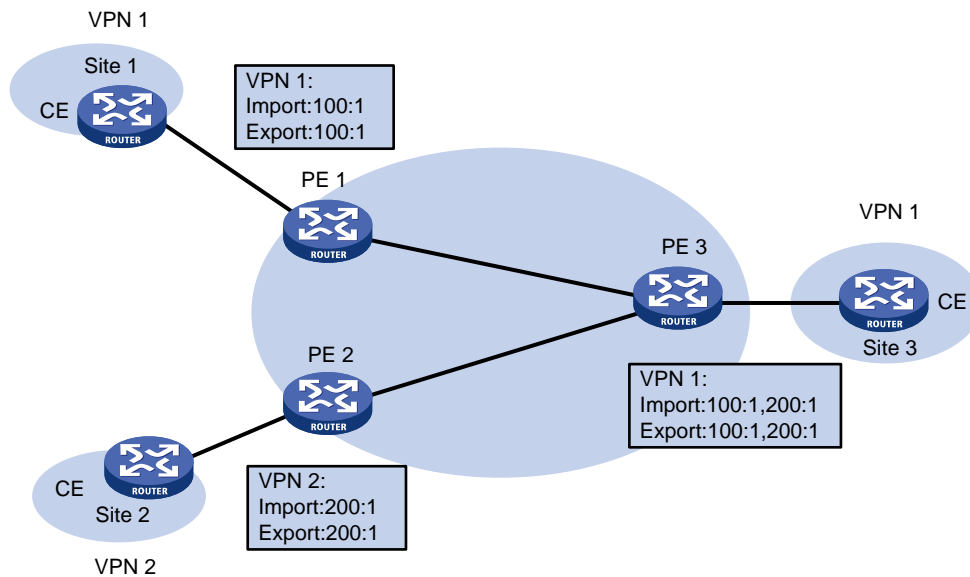 VPN 1
Site 1
CE
ROUTER
VPN 1:
Import:100:1
Export:100:1
PE 1
ROUTER
VPN 1
PE 3
ROUTER
CE
ROUTER
Site 3
PE 2
ROUTER
VPN 1:
Import:100:1,200:1
Export:100:1,200:1
CE
ROUTER
Site 2
VPN 2:
Import:200:1
Export:200:1
VPN 2